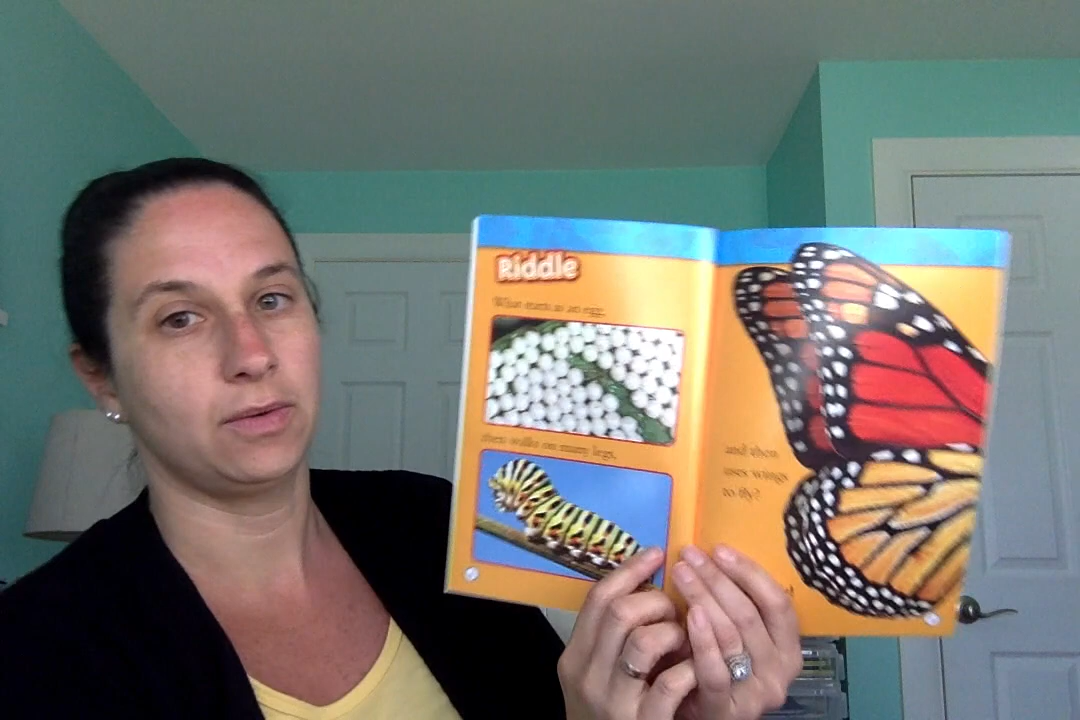 Riddle
What starts as an egg,
then walks on many legs,
and then
uses wings
to fly?